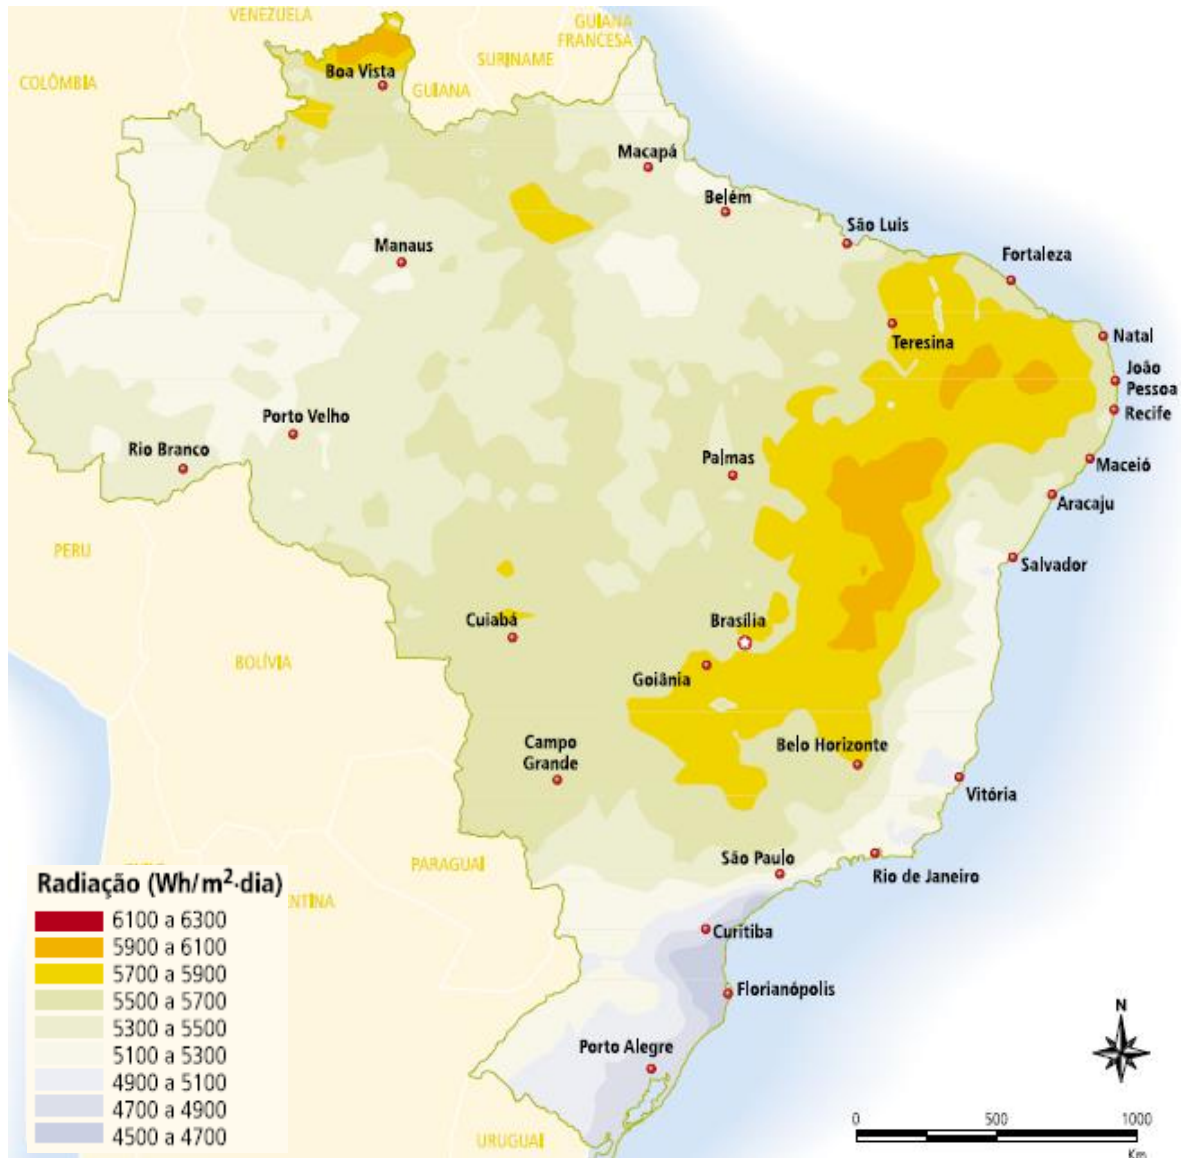 VENEZUELA
GUIANA
FRANCESA
SURINAME
COLÔMBIA
Boa Vista
GUIANA
Macapá
Belém
São Luis
Manaus
Fortaleza
Teresina
Natal
João
Pessoa
Recife
Porto Velho
Rio Branco
Palmas
Maceió
Aracaju
PERU
Salvador
Cuiabá
Brasília
BOLÍVIA
Goiânia
Campo
Grande
Belo Horizonte
Vitória
PARAGUAI
São Paulo
Rio de Janeiro
Curitiba
Florianópolis
Porto Alegre
URUGUAI
ENTINA
Radiação (Wh/m²·dia)
6100 a 6300
5900 a 6100
5700 a 5900
5500 a 5700
5300 a 5500
5100 a 5300
4900 a 5100
4700 a 4900
4500 a 4700
N
0 500 1000
Km